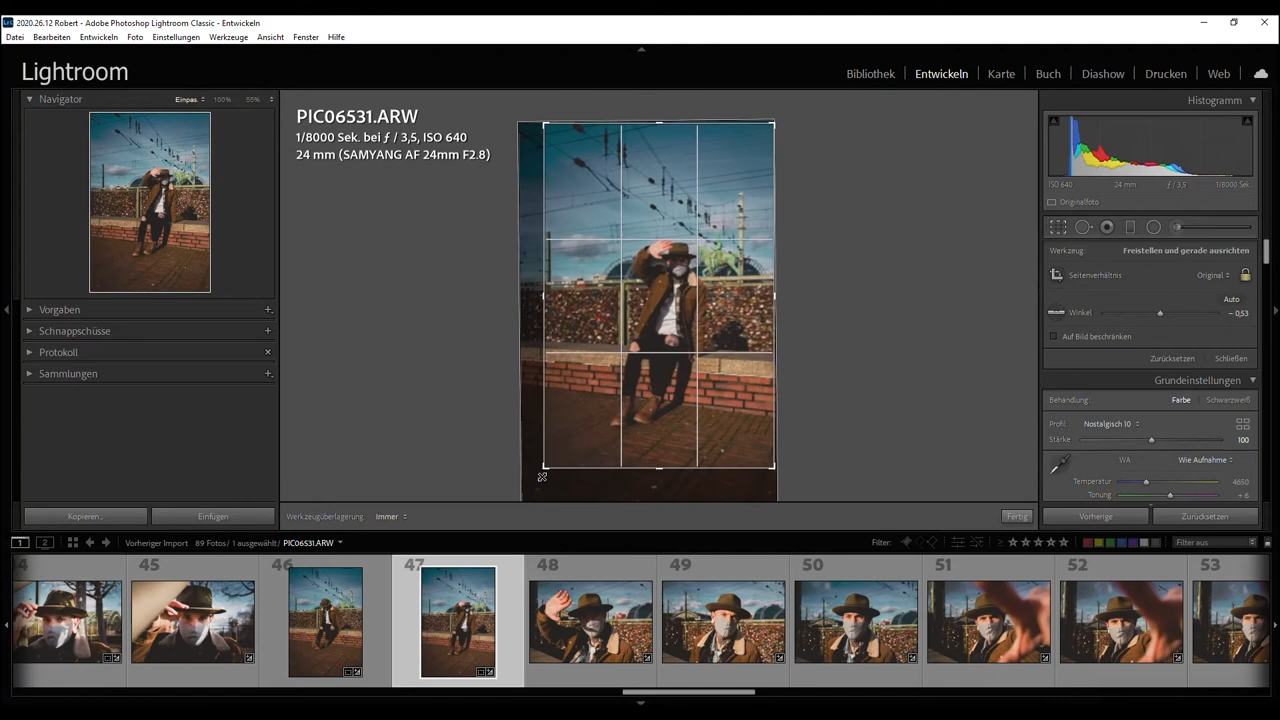 2020.26.12 Robert - Adobe Photoshop Lightroom Classic - Entwickeln
Datei Bearbeiten Entwickeln Foto Einstellungen Werkzeuge Ansicht Fenster Hilfe
Lightroom
Bibliothek Entwickeln Karte Buch Diashow Drucken Web
Navigator Einpas. 100% 55%
Vorgaben
Schnappschüsse
Protokoll
Sammlungen
Kopieren... Einfügen
PIC06531.ARW
1/8000 Sek. bei ƒ / 3,5, ISO 640
24 mm (SAMYANG AF 24mm F2.8)
Werkzeugüberlagerung: Immer Fertig
Histogramm
ISO 640 24 mm ƒ / 3,5 1/8000 Sek.
Originalfoto
Werkzeug: Freistellen und gerade ausrichten
Seitenverhältnis: Original
Auto
Winkel – 0,53
Auf Bild beschränken
Zurücksetzen Schließen
Grundeinstellungen
Behandlung: Farbe Schwarzweiß
Profil: Nostalgisch 10
Stärke 100
WA: Wie Aufnahme
Temperatur 4650
Tonung + 6
Vorherige Zurücksetzen
1 2 Vorheriger Import 89 Fotos / 1 ausgewählt / PIC06531.ARW Filter: Filter aus
45 46 47 48 49 50 51 52 53